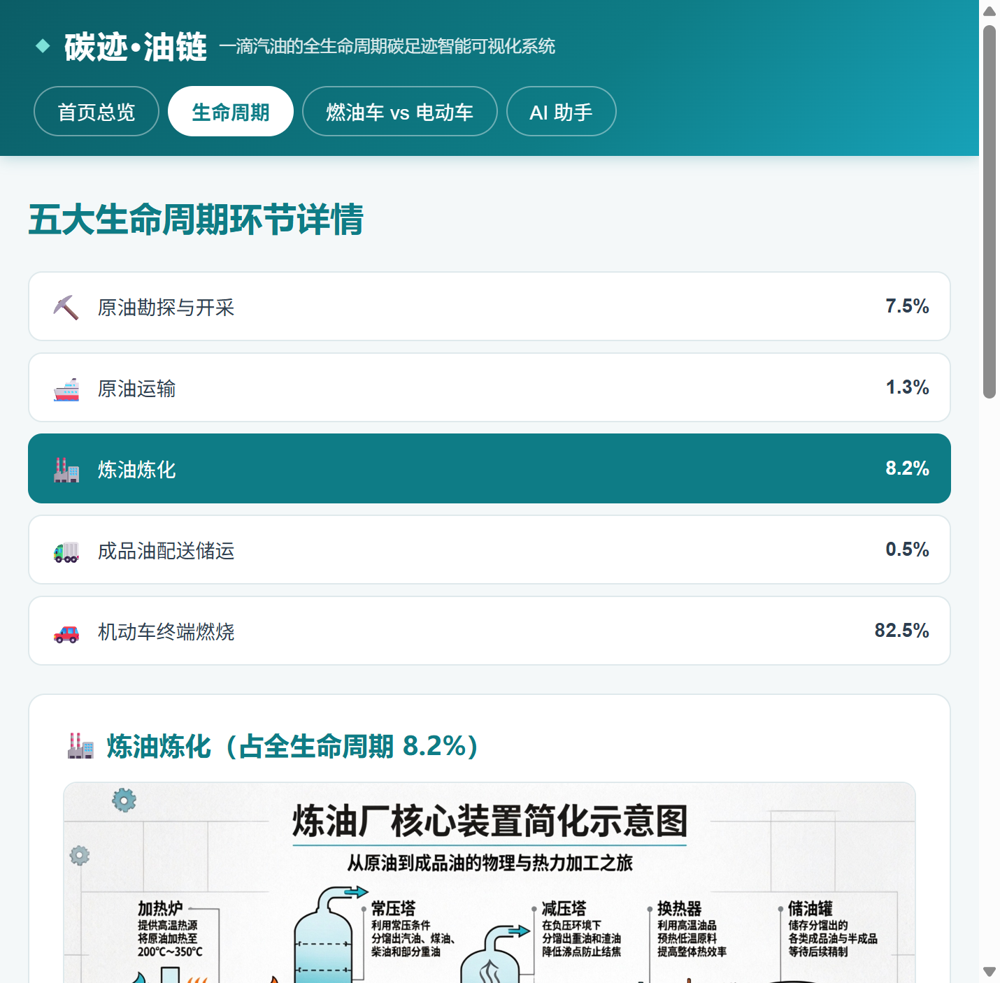 碳迹•油链 一滴汽油的全生命周期碳足迹智能可视化系统
首页总览 生命周期 燃油车 vs 电动车 AI 助手
五大生命周期环节详情
原油勘探与开采 7.5%
原油运输 1.3%
炼油炼化 8.2%
成品油配送储运 0.5%
机动车终端燃烧 82.5%
炼油炼化（占全生命周期 8.2%）
炼油厂核心装置简化示意图
从原油到成品油的物理与热力加工之旅
加热炉
提供高温热源
将原油加热至
200°C~350°C
常压塔
利用常压条件
分馏出汽油、煤油、
柴油和部分重油
减压塔
在负压环境下
分馏出重油和渣油
降低沸点防止结焦
换热器
利用高温油品
预热低温原料
提高整体热效率
储油罐
储存分馏出的
各类成品油与半成品
等待后续精制